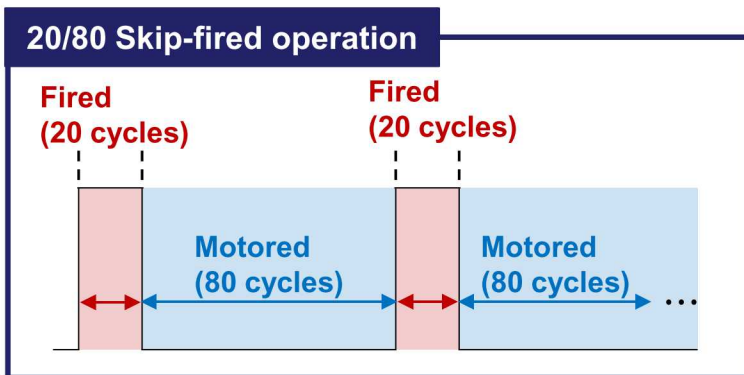 20/80 Skip-fired operation
Fired
(20 cycles)
Fired
(20 cycles)
Motored
(80 cycles)
Motored
(80 cycles)
...